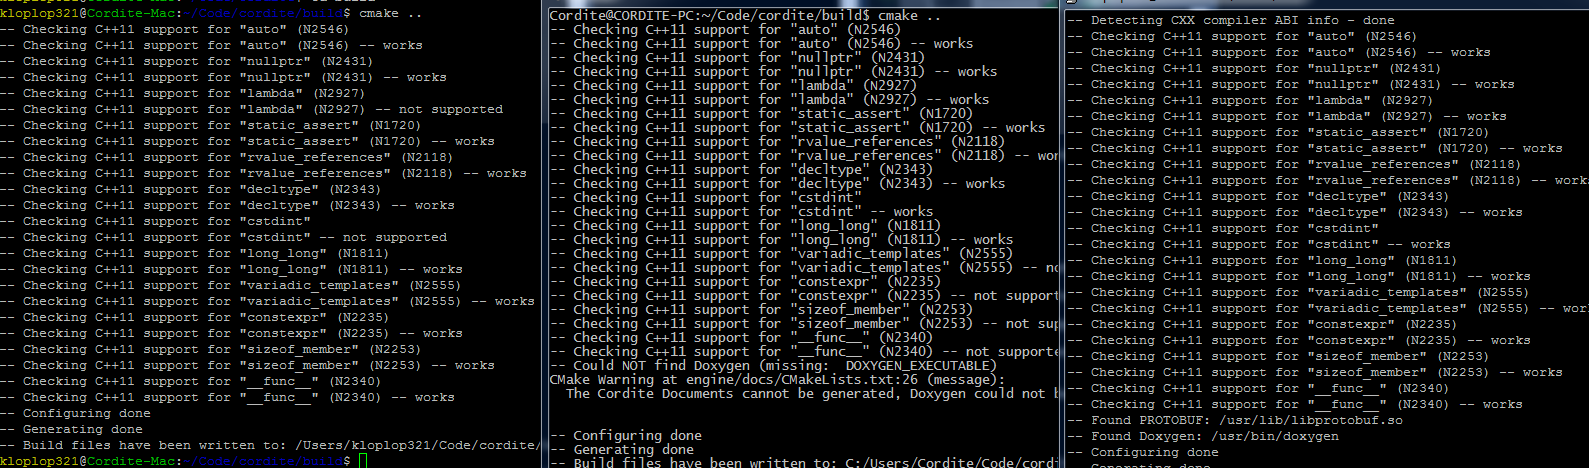 kloplop321@Cordite-Mac:~/Code/cordite/build$ cmake ..
-- Checking C++11 support for "auto" (N2546)
-- Checking C++11 support for "auto" (N2546) -- works
-- Checking C++11 support for "nullptr" (N2431)
-- Checking C++11 support for "nullptr" (N2431) -- works
-- Checking C++11 support for "lambda" (N2927)
-- Checking C++11 support for "lambda" (N2927) -- not supported
-- Checking C++11 support for "static_assert" (N1720)
-- Checking C++11 support for "static_assert" (N1720) -- works
-- Checking C++11 support for "rvalue_references" (N2118)
-- Checking C++11 support for "rvalue_references" (N2118) -- works
-- Checking C++11 support for "decltype" (N2343)
-- Checking C++11 support for "decltype" (N2343) -- works
-- Checking C++11 support for "cstdint"
-- Checking C++11 support for "cstdint" -- not supported
-- Checking C++11 support for "long_long" (N1811)
-- Checking C++11 support for "long_long" (N1811) -- works
-- Checking C++11 support for "variadic_templates" (N2555)
-- Checking C++11 support for "variadic_templates" (N2555) -- works
-- Checking C++11 support for "constexpr" (N2235)
-- Checking C++11 support for "constexpr" (N2235) -- works
-- Checking C++11 support for "sizeof_member" (N2253)
-- Checking C++11 support for "sizeof_member" (N2253) -- works
-- Checking C++11 support for "__func__" (N2340)
-- Checking C++11 support for "__func__" (N2340) -- works
-- Configuring done
-- Generating done
-- Build files have been written to: /Users/kloplop321/Code/cordite/
kloplop321@Cordite-Mac:~/Code/cordite/build$
Cordite@CORDITE-PC:~/Code/cordite/build$ cmake ..
-- Checking C++11 support for "auto" (N2546)
-- Checking C++11 support for "auto" (N2546) -- works
-- Checking C++11 support for "nullptr" (N2431)
-- Checking C++11 support for "nullptr" (N2431) -- works
-- Checking C++11 support for "lambda" (N2927)
-- Checking C++11 support for "lambda" (N2927) -- works
-- Checking C++11 support for "static_assert" (N1720)
-- Checking C++11 support for "static_assert" (N1720) -- works
-- Checking C++11 support for "rvalue_references" (N2118)
-- Checking C++11 support for "rvalue_references" (N2118) -- wor
-- Checking C++11 support for "decltype" (N2343)
-- Checking C++11 support for "decltype" (N2343) -- works
-- Checking C++11 support for "cstdint"
-- Checking C++11 support for "cstdint" -- works
-- Checking C++11 support for "long_long" (N1811)
-- Checking C++11 support for "long_long" (N1811) -- works
-- Checking C++11 support for "variadic_templates" (N2555)
-- Checking C++11 support for "variadic_templates" (N2555) -- no
-- Checking C++11 support for "constexpr" (N2235)
-- Checking C++11 support for "constexpr" (N2235) -- not support
-- Checking C++11 support for "sizeof_member" (N2253)
-- Checking C++11 support for "sizeof_member" (N2253) -- not sup
-- Checking C++11 support for "__func__" (N2340)
-- Checking C++11 support for "__func__" (N2340) -- not supporte
-- Could NOT find Doxygen (missing:  DOXYGEN_EXECUTABLE)
CMake Warning at engine/docs/CMakeLists.txt:26 (message):
  The Cordite Documents cannot be generated, Doxygen could not b
-- Configuring done
-- Generating done
-- Build files have been written to: C:/Users/Cordite/Code/cordi
-- Detecting CXX compiler ABI info - done
-- Checking C++11 support for "auto" (N2546)
-- Checking C++11 support for "auto" (N2546) -- works
-- Checking C++11 support for "nullptr" (N2431)
-- Checking C++11 support for "nullptr" (N2431) -- works
-- Checking C++11 support for "lambda" (N2927)
-- Checking C++11 support for "lambda" (N2927) -- works
-- Checking C++11 support for "static_assert" (N1720)
-- Checking C++11 support for "static_assert" (N1720) -- works
-- Checking C++11 support for "rvalue_references" (N2118)
-- Checking C++11 support for "rvalue_references" (N2118) -- works
-- Checking C++11 support for "decltype" (N2343)
-- Checking C++11 support for "decltype" (N2343) -- works
-- Checking C++11 support for "cstdint"
-- Checking C++11 support for "cstdint" -- works
-- Checking C++11 support for "long_long" (N1811)
-- Checking C++11 support for "long_long" (N1811) -- works
-- Checking C++11 support for "variadic_templates" (N2555)
-- Checking C++11 support for "variadic_templates" (N2555) -- wor
-- Checking C++11 support for "constexpr" (N2235)
-- Checking C++11 support for "constexpr" (N2235) -- works
-- Checking C++11 support for "sizeof_member" (N2253)
-- Checking C++11 support for "sizeof_member" (N2253) -- works
-- Checking C++11 support for "__func__" (N2340)
-- Checking C++11 support for "__func__" (N2340) -- works
-- Found PROTOBUF: /usr/lib/libprotobuf.so
-- Found Doxygen: /usr/bin/doxygen
-- Configuring done
-- Generating done